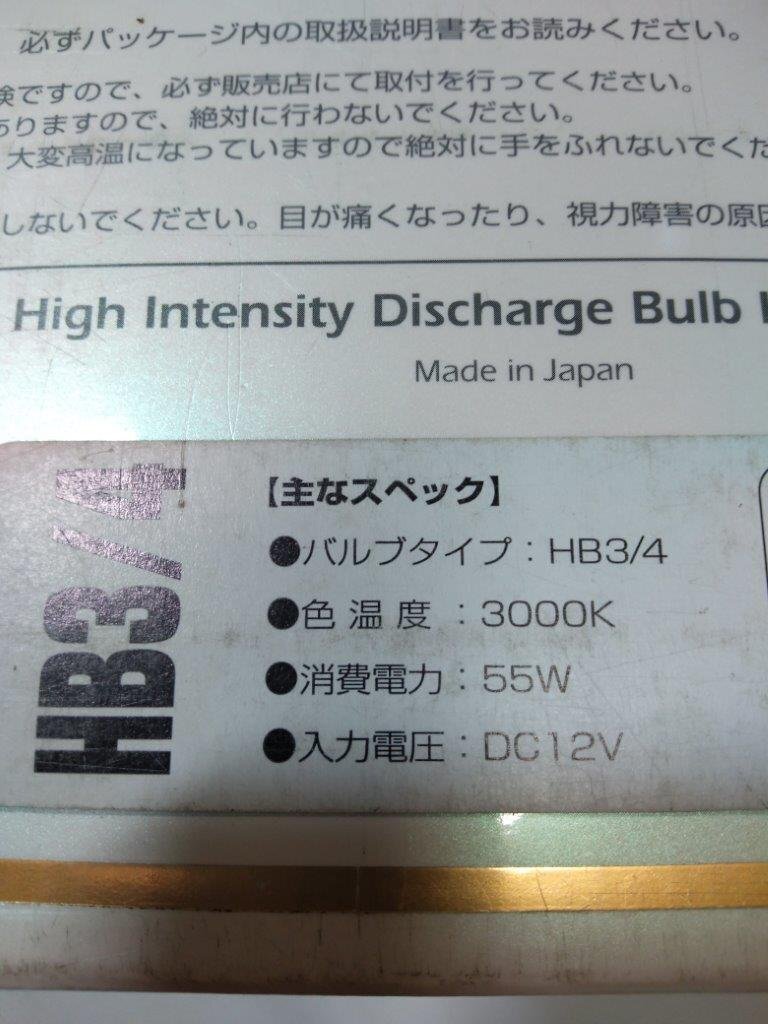 必ずパッケージ内の取扱説明書をお読みください。
険ですので、必ず販売店にて取付を行ってください。
ありますので、絶対に行わないでください。
大変高温になっていますので絶対に手をふれないでくだ
しないでください。目が痛くなったり、視力障害の原因
High Intensity Discharge Bulb
Made in Japan
HB3/4
【主なスペック】
●バルブタイプ：HB3/4
●色温度：3000K
●消費電力：55W
●入力電圧：DC12V